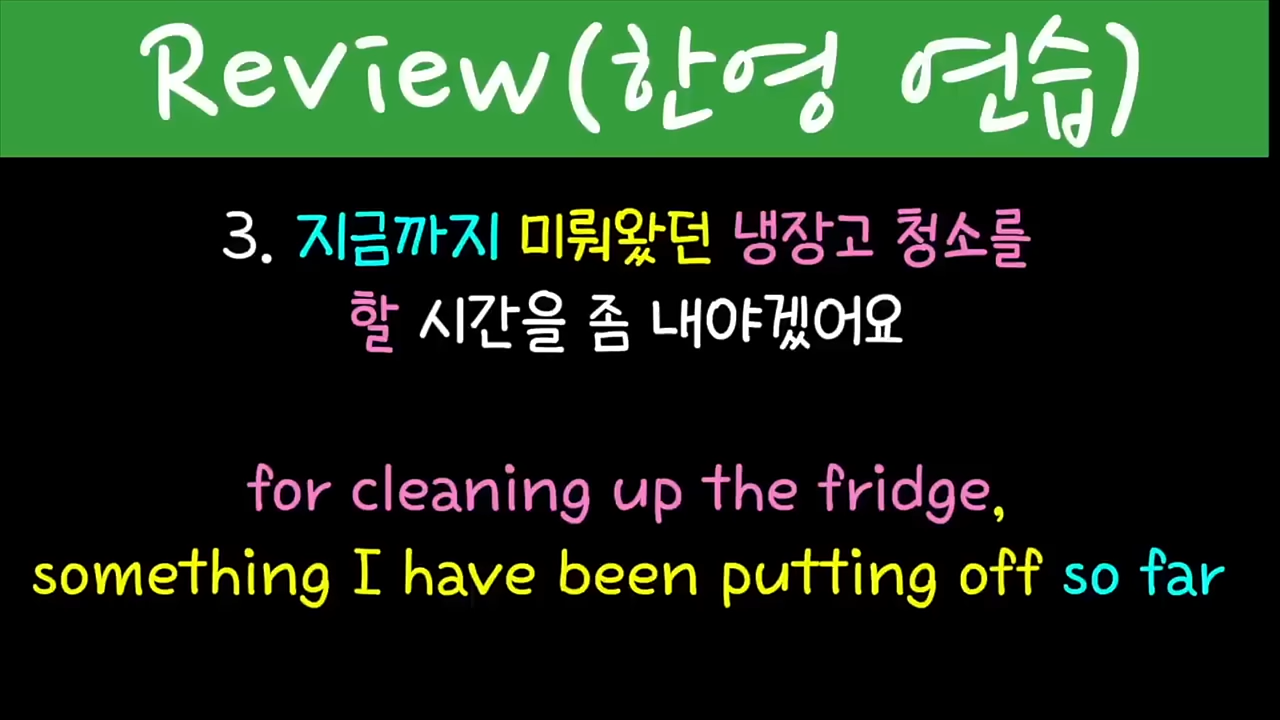 Review(한영 연습)
3. 지금까지 미뤄왔던 냉장고 청소를
할 시간을 좀 내야겠어요
for cleaning up the fridge,
something I have been putting off so far